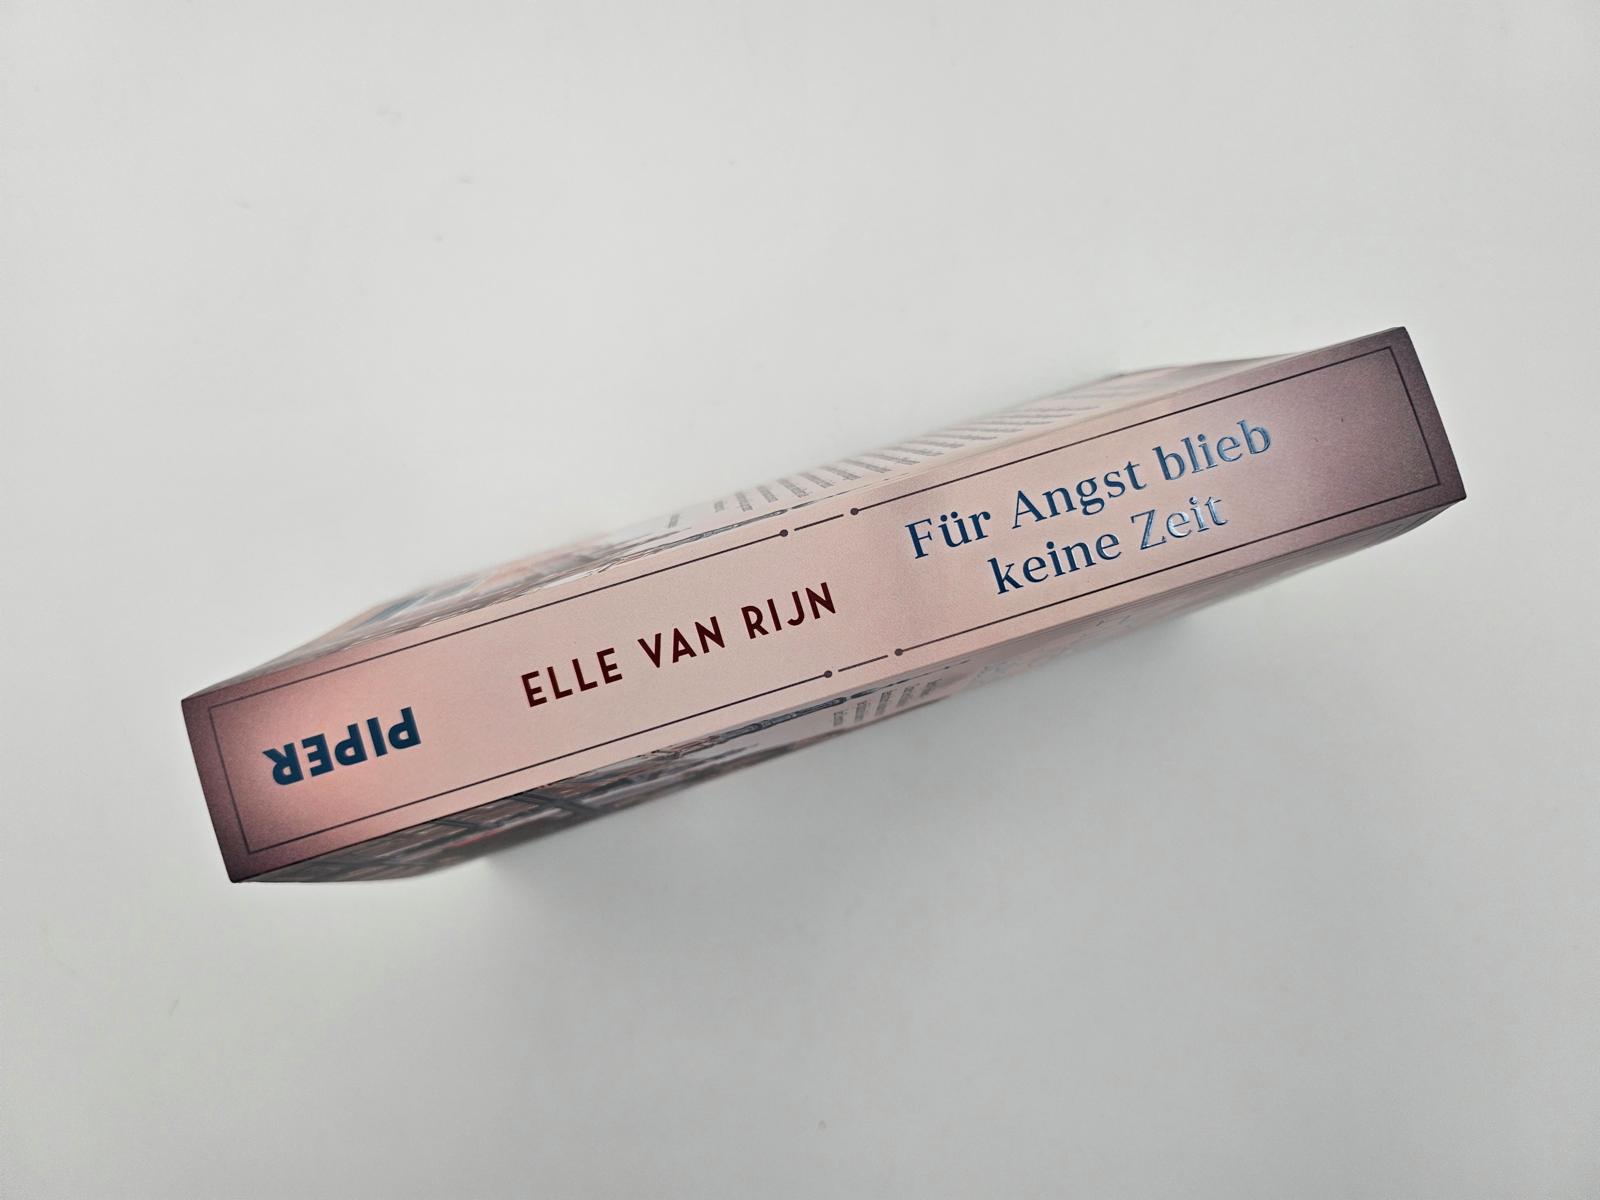 ELLE VAN RIJN
Für Angst blieb
keine Zeit
PIPER